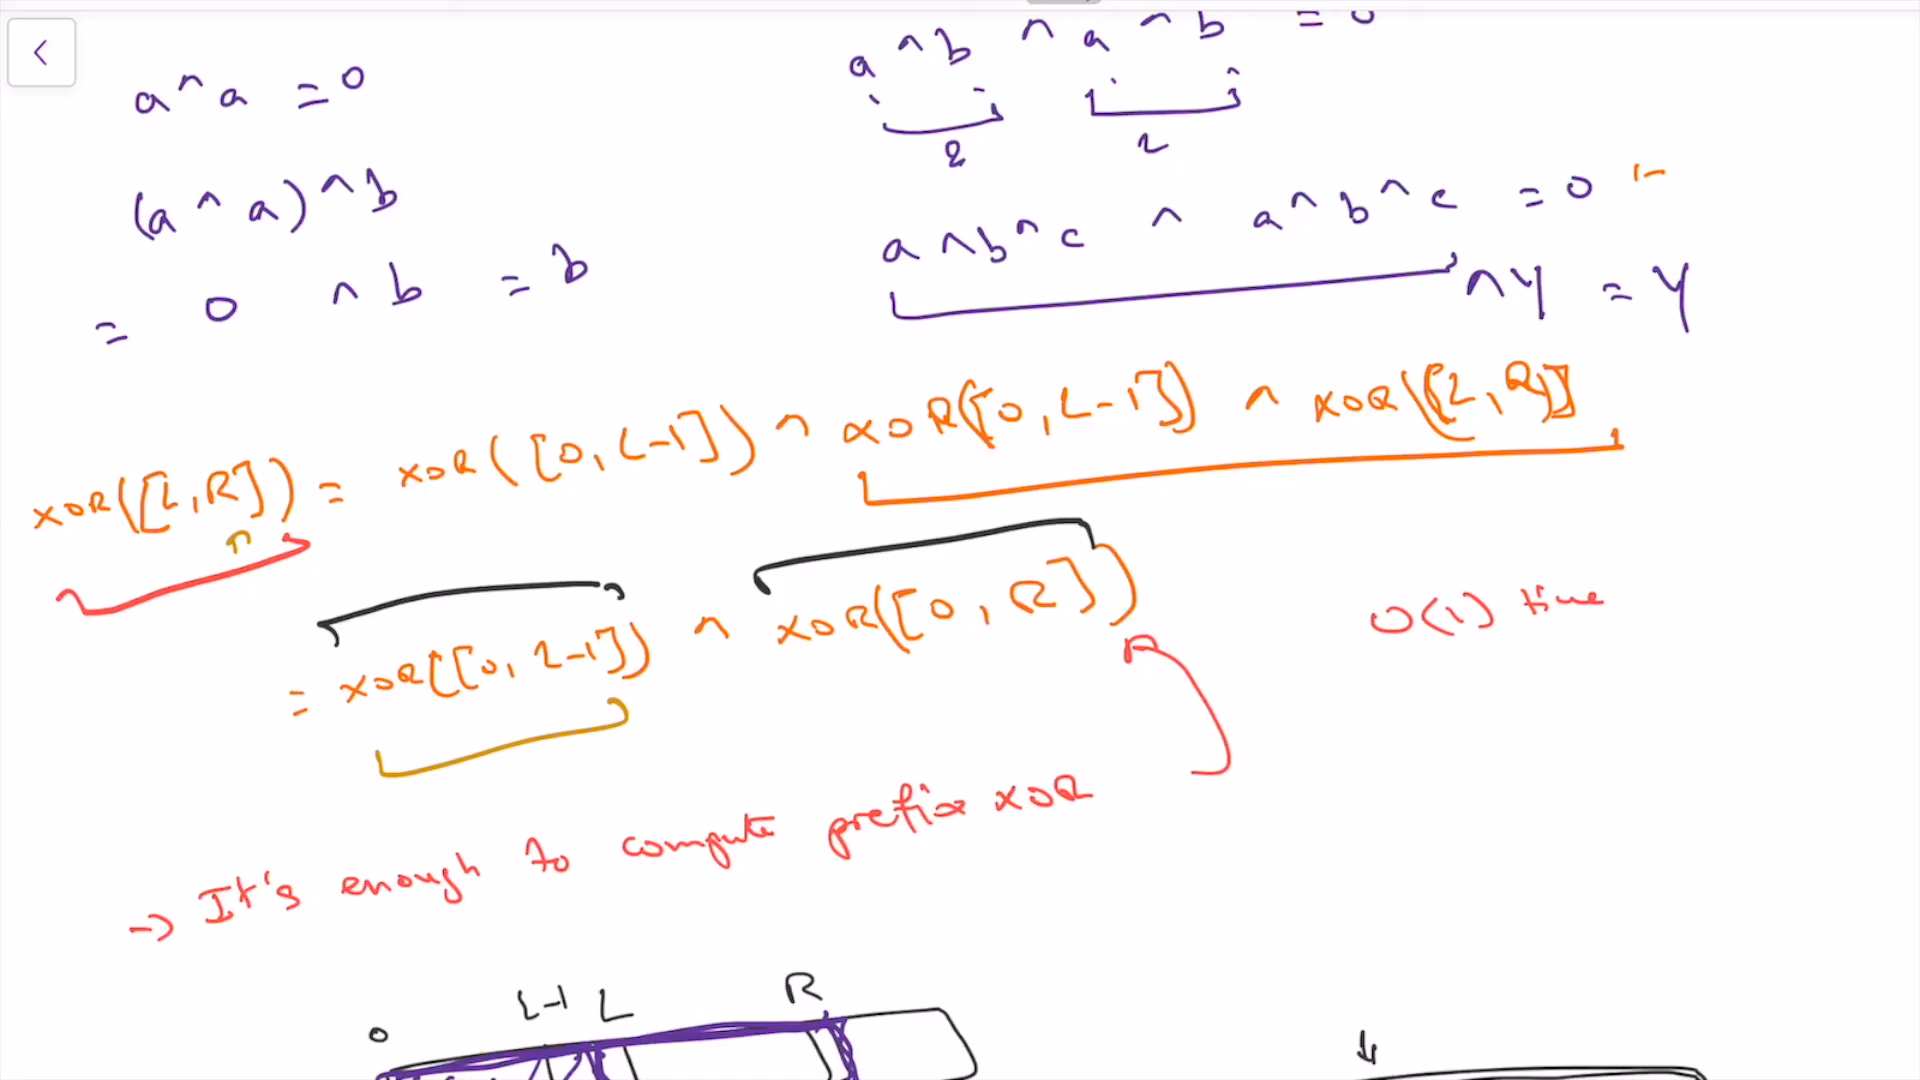 a ^ a = 0
(a ^ a) ^ b
= 0 ^ b = b
a ^ b ^ a ^ b = 0
2 2
a ^ b ^ c ^ a ^ b ^ c = 0
^ Y = Y
XOR([L,R]) = XOR([0,L-1]) ^ XOR([0,L-1]) ^ XOR([L,R])
= XOR([0,L-1]) ^ XOR([0,R])
O(1) time
→ It's enough to compute prefix XOR
0 L-1 L R